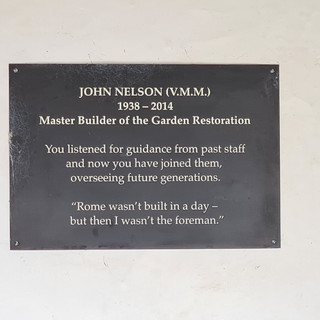 JOHN NELSON (V.M.M.)
1938 – 2014
Master Builder of the Garden Restoration
You listened for guidance from past staff
and now you have joined them,
overseeing future generations.
“Rome wasn’t built in a day –
but then I wasn’t the foreman.”